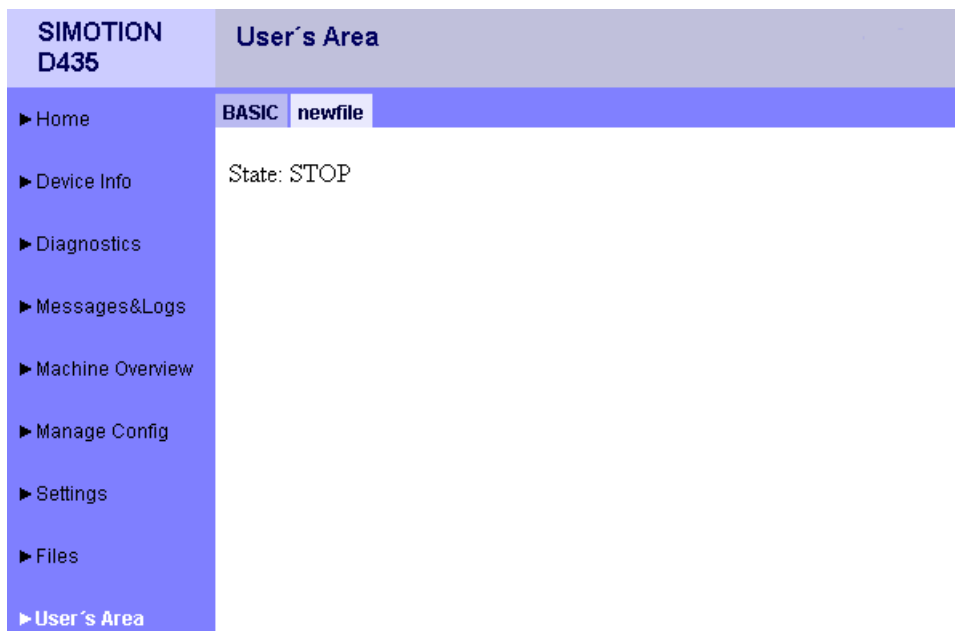 SIMOTION
D435
User´s Area
BASIC newfile
State: STOP
►Home
►Device Info
►Diagnostics
►Messages&Logs
►Machine Overview
►Manage Config
►Settings
►Files
►User´s Area